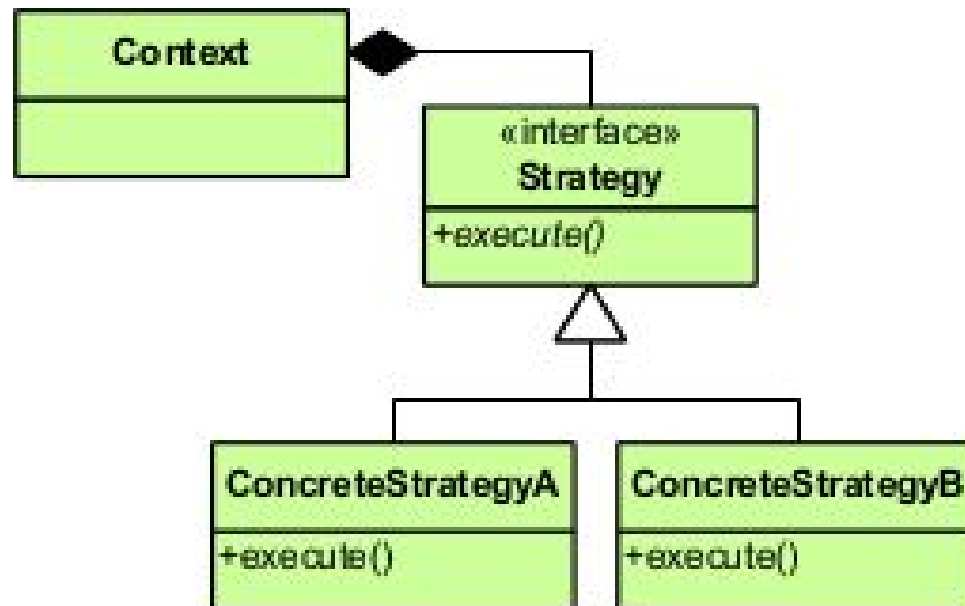 Context
«interface»
Strategy
+execute()
ConcreteStrategyA
+execute()
ConcreteStrategyB
+execute()